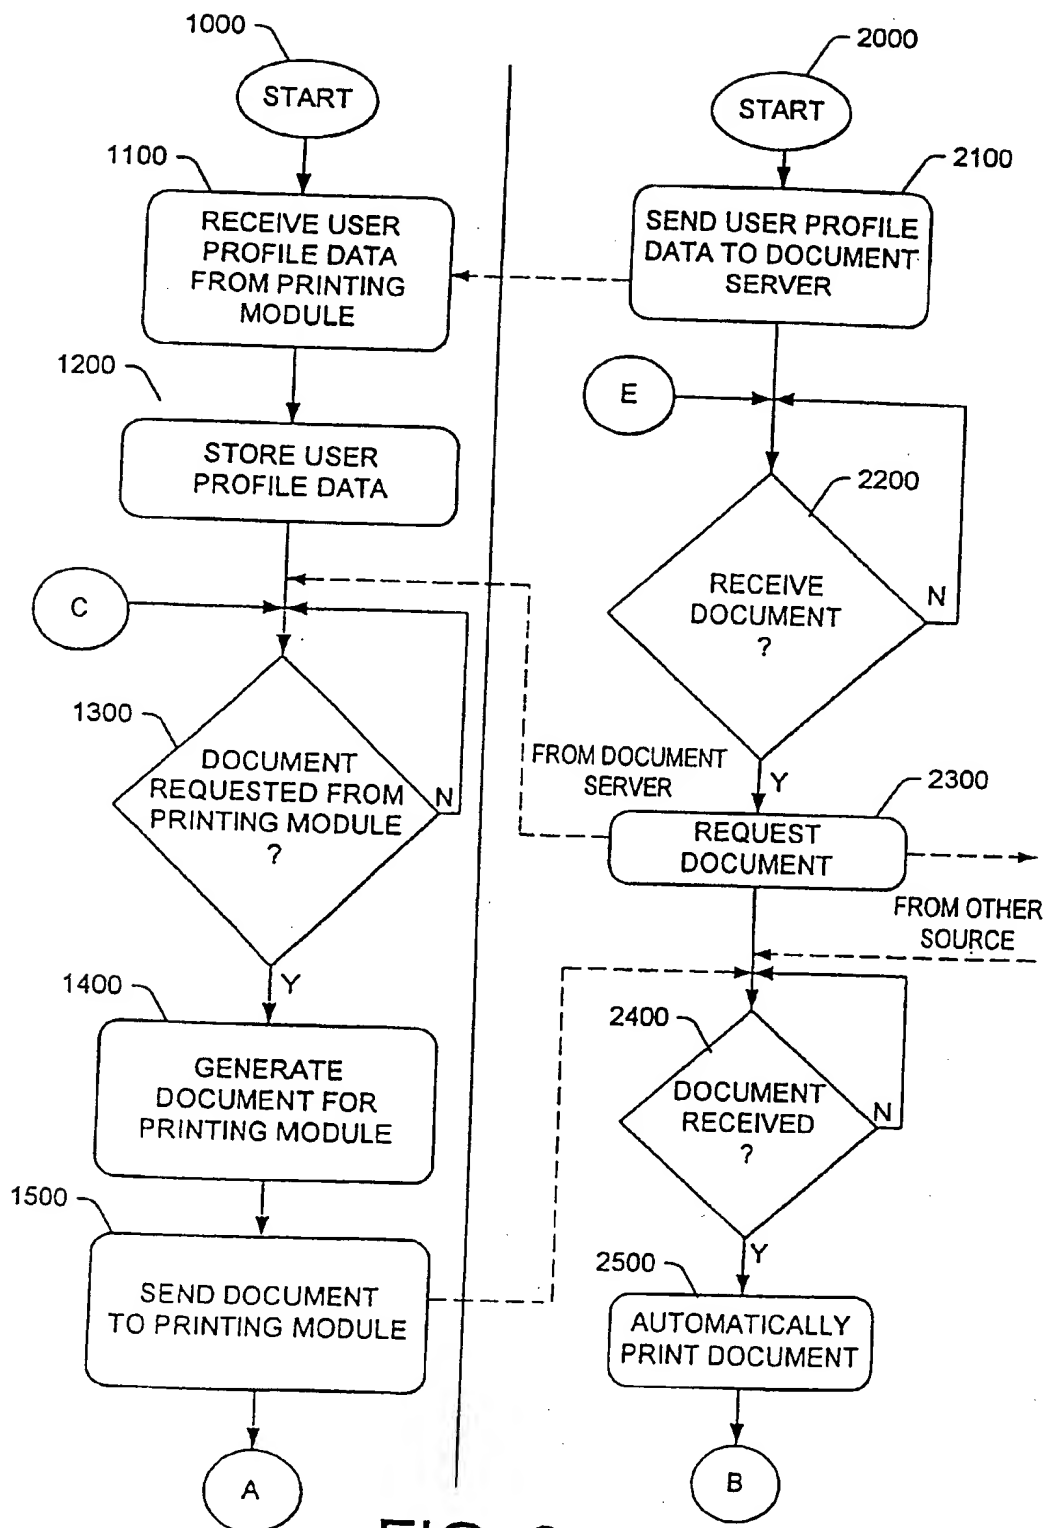 1000
START
1100
RECEIVE USER
PROFILE DATA
FROM PRINTING
MODULE
1200
STORE USER
PROFILE DATA
C
1300
DOCUMENT
REQUESTED FROM
PRINTING MODULE
?
N
Y
1400
GENERATE
DOCUMENT FOR
PRINTING MODULE
1500
SEND DOCUMENT
TO PRINTING MODULE
A
2000
START
2100
SEND USER PROFILE
DATA TO DOCUMENT
SERVER
E
2200
RECEIVE
DOCUMENT
?
N
Y
FROM DOCUMENT
SERVER
2300
REQUEST
DOCUMENT
FROM OTHER
SOURCE
2400
DOCUMENT
RECEIVED
?
N
Y
2500
AUTOMATICALLY
PRINT DOCUMENT
B